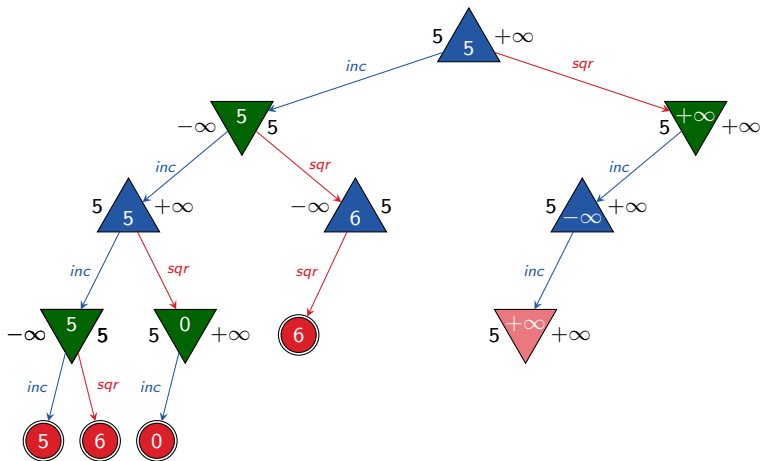 5 5 +∞
inc sqr
−∞ 5 5
5 +∞ +∞
inc sqr inc
5 5 +∞
−∞ 6 5
5 −∞ +∞
inc sqr sqr inc
−∞ 5 5
5 0 +∞
6
5 +∞ +∞
inc sqr inc
5 6 0